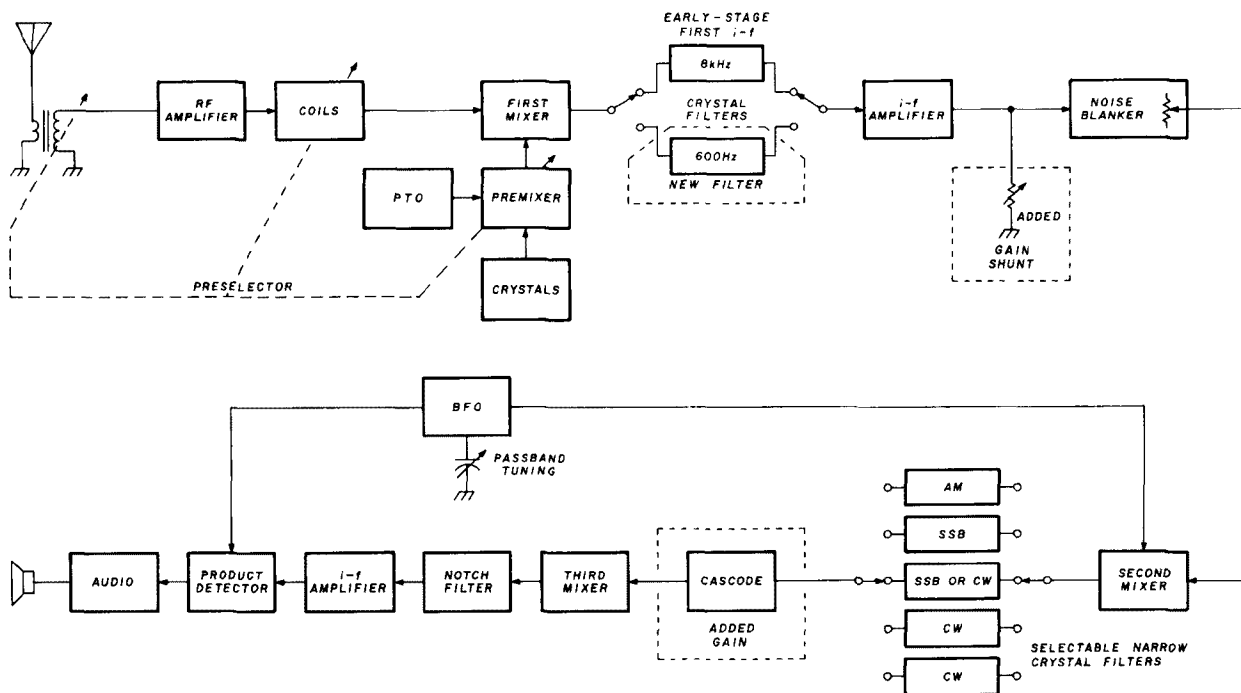 EARLY-STAGE
FIRST i-f
8kHz
RF
AMPLIFIER
COILS
FIRST
MIXER
CRYSTAL
FILTERS
600Hz
NEW FILTER
i-f
AMPLIFIER
NOISE
BLANKER
PTO
PREMIXER
CRYSTALS
PRESELECTOR
ADDED
GAIN
SHUNT
BFO
PASSBAND
TUNING
AM
SSB
SSB OR CW
CW
CW
AUDIO
PRODUCT
DETECTOR
i-f
AMPLIFIER
NOTCH
FILTER
THIRD
MIXER
CASCODE
ADDED
GAIN
SECOND
MIXER
SELECTABLE NARROW
CRYSTAL FILTERS